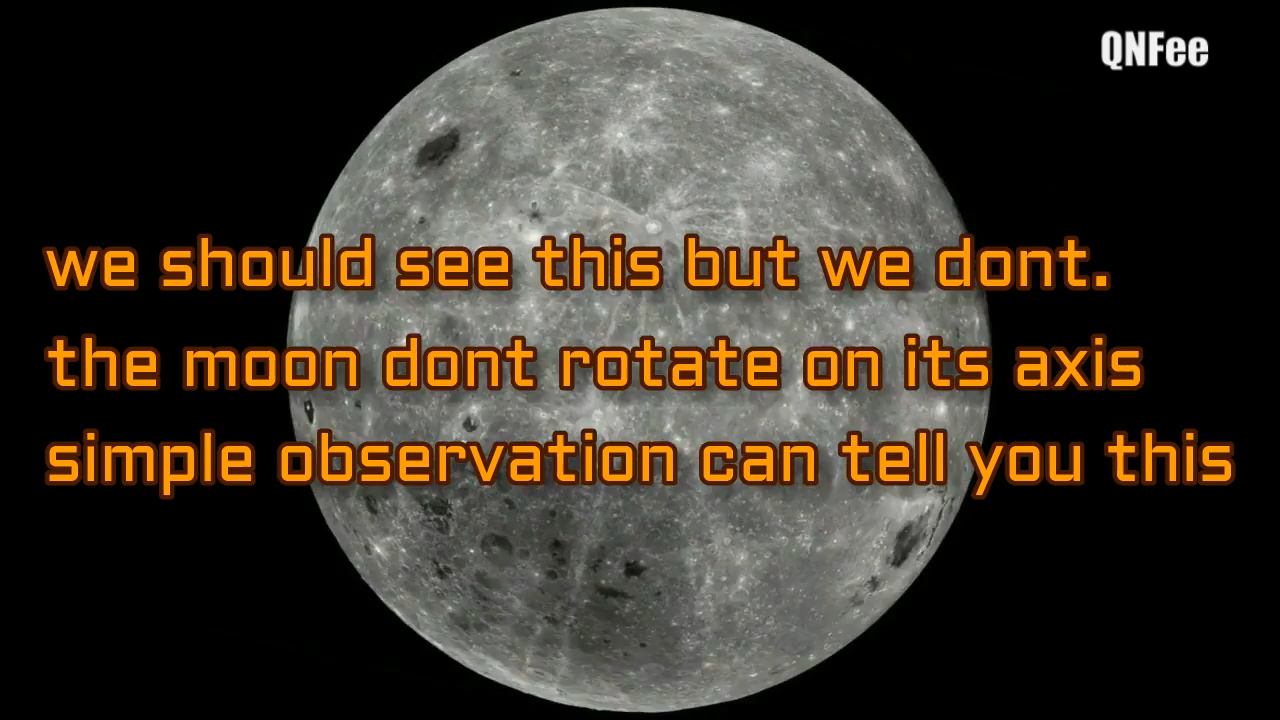 QNFee
we should see this but we dont.
the moon dont rotate on its axis
simple observation can tell you this